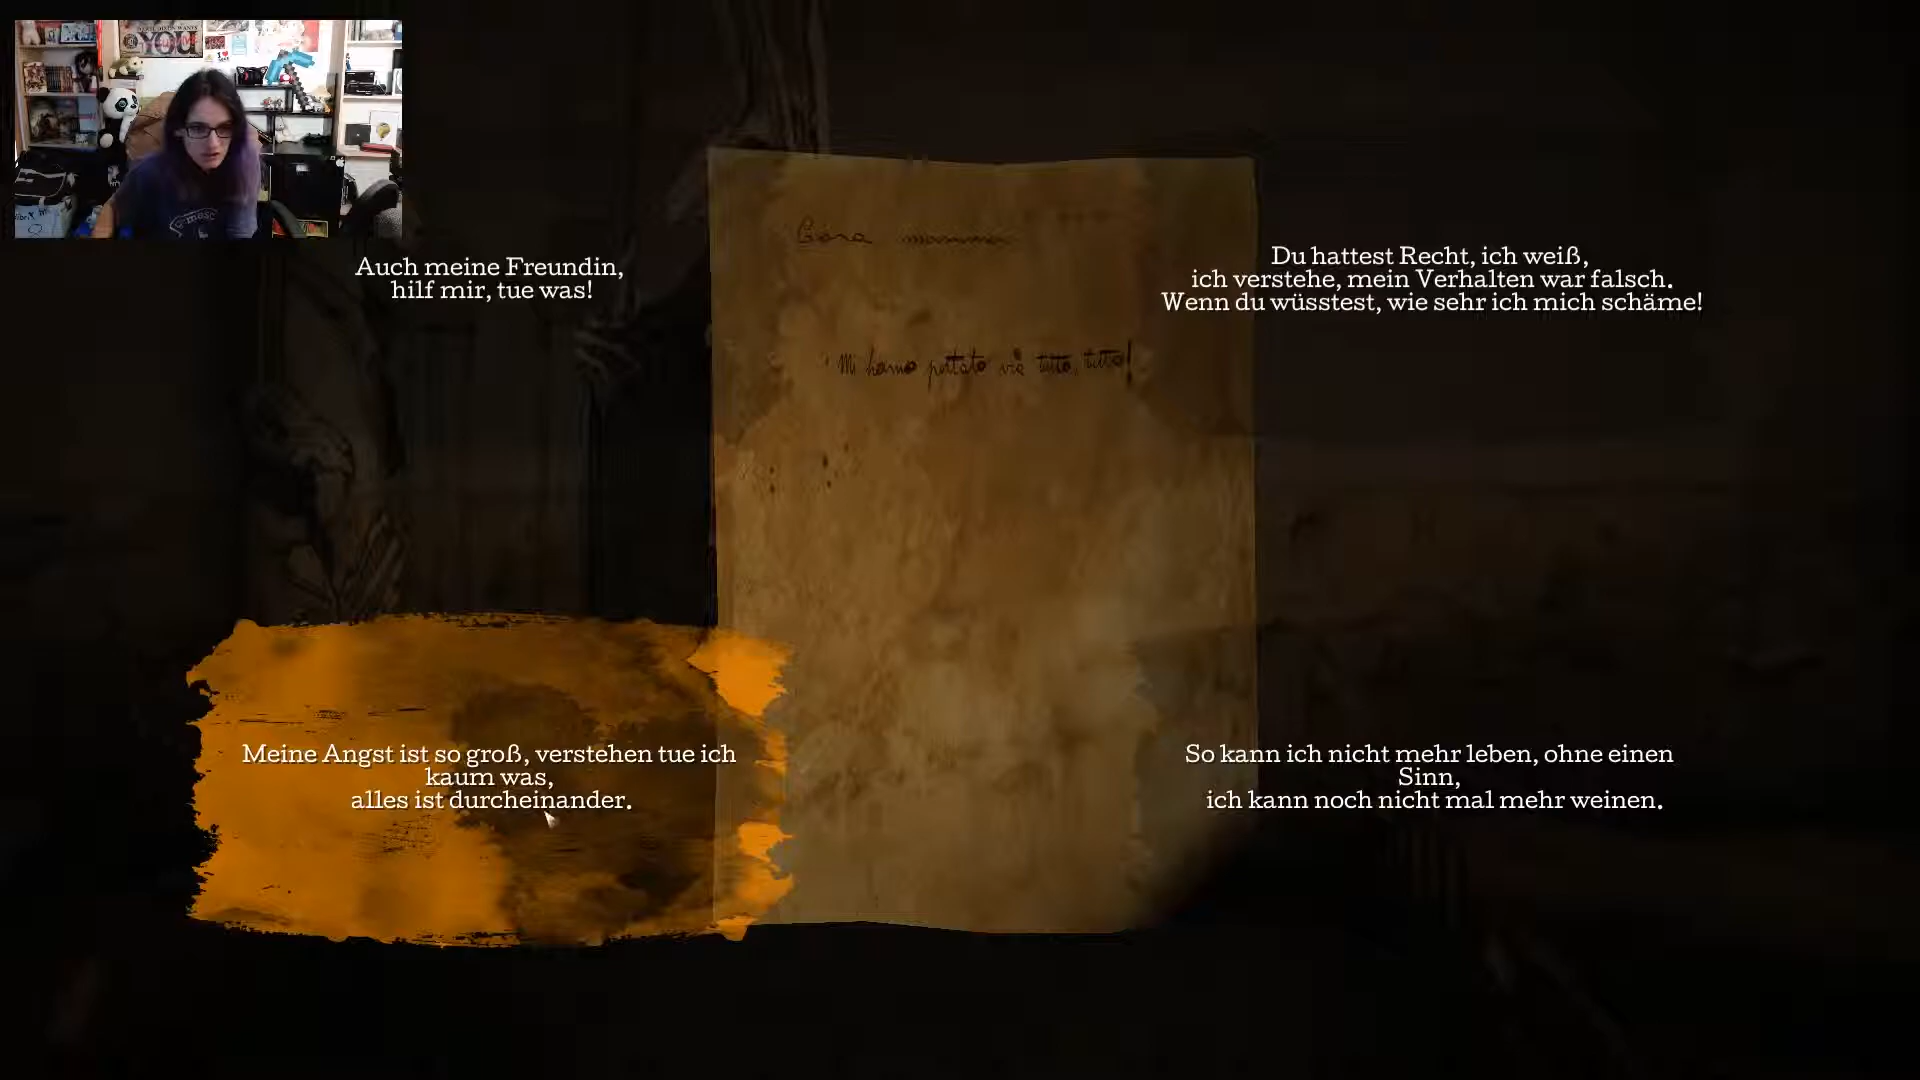 YOU
Auch meine Freundin,
hilf mir, tue was!
Du hattest Recht, ich weiß,
ich verstehe, mein Verhalten war falsch.
Wenn du wüsstest, wie sehr ich mich schäme!
Cara mamma
Mi hanno portato via tutto, tutto!
Meine Angst ist so groß, verstehen tue ich
kaum was,
alles ist durcheinander.
So kann ich nicht mehr leben, ohne einen
Sinn,
ich kann noch nicht mal mehr weinen.